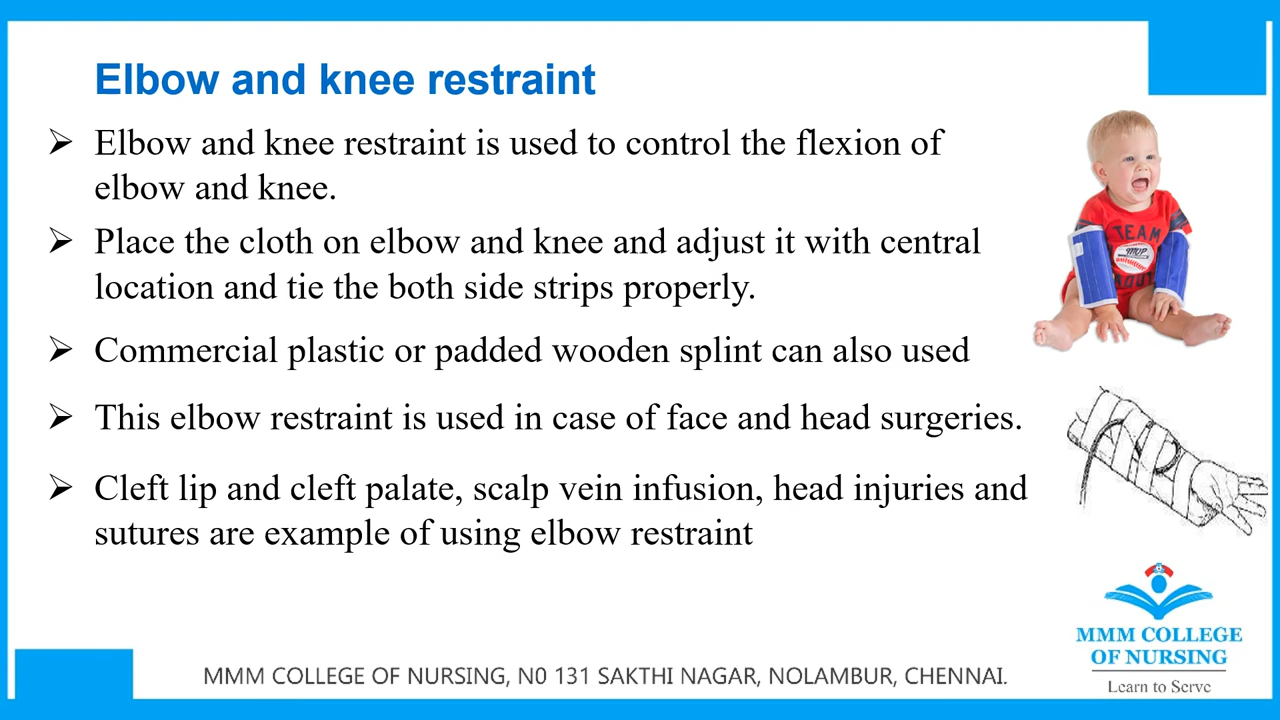 Elbow and knee restraint
➢ Elbow and knee restraint is used to control the flexion of
elbow and knee.
➢ Place the cloth on elbow and knee and adjust it with central
location and tie the both side strips properly.
➢ Commercial plastic or padded wooden splint can also used
➢ This elbow restraint is used in case of face and head surgeries.
➢ Cleft lip and cleft palate, scalp vein infusion, head injuries and
sutures are example of using elbow restraint
TEAM
MVP
MMM COLLEGE
OF NURSING
Learn to Serve
MMM COLLEGE OF NURSING, N0 131 SAKTHI NAGAR, NOLAMBUR, CHENNAI.